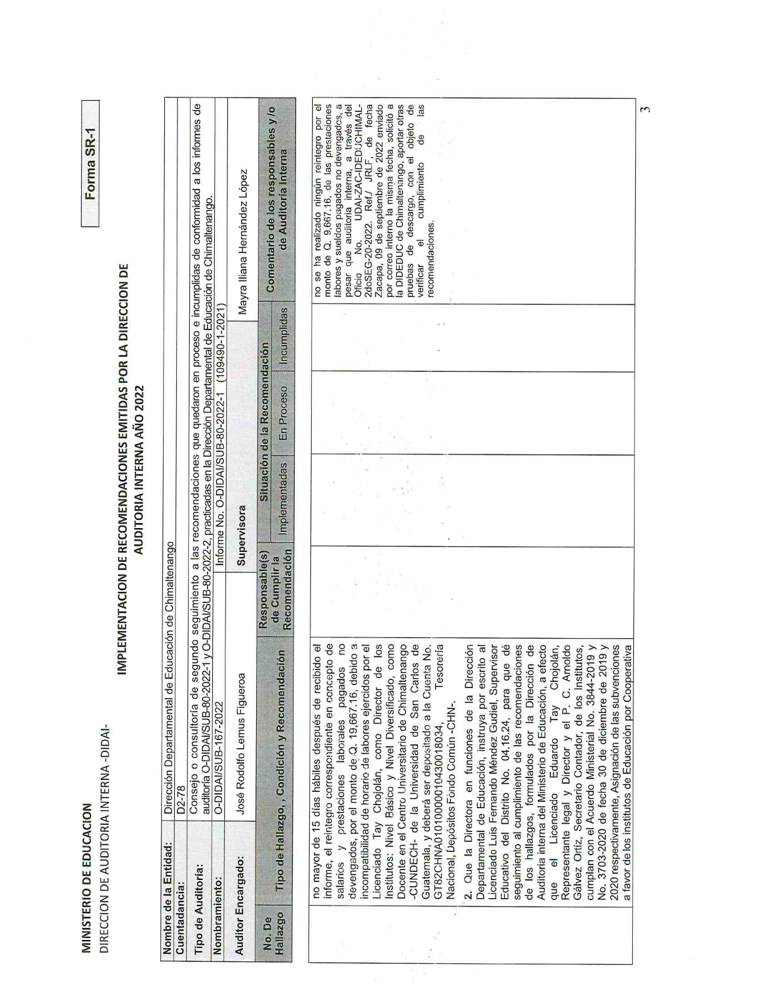 MINISTERIO DE EDUCACION
DIRECCION DE AUDITORIA INTERNA -DIDAI-
Forma SR-1
IMPLEMENTACION DE RECOMENDACIONES EMITIDAS POR LA DIRECCION DE
AUDITORIA INTERNA AÑO 2022
Nombre de la Entidad: Dirección Departamental de Educación de Chimaltenango
Cuentadancia: D2-78
Tipo de Auditoría: Consejo o consultoría de segundo seguimiento a las recomendaciones que quedaron en proceso e incumplidas de conformidad a los informes de
auditoría O-DIDAI/SUB-80-2022-1 y O-DIDAI/SUB-80-2022-2, practicadas en la Dirección Departamental de Educación de Chimaltenango.
Nombramiento: O-DIDAI/SUB-167-2022 Informe No. O-DIDAI/SUB-80-2022-1 (109490-1-2021)
Auditor Encargado: José Rodolfo Lemus Figueroa Supervisora Mayra Iliana Hernández López
No. De
Hallazgo
Tipo de Hallazgo, , Condición y Recomendación
Responsable(s)
de Cumplir la
Recomendación
Situación de la Recomendación
Implementadas En Proceso Incumplidas
Comentario de los responsables y /o
de Auditoría Interna
no mayor de 15 días hábiles después de recibido el
informe, el reintegro correspondiente en concepto de
salarios y prestaciones laborales pagados no
devengados, por el monto de Q. 19,667.16, debido a
incompatibilidad de horario de labores ejercidos por el
Licenciado Tay Chojolán, como Director de los
Institutos: Nivel Básico y Nivel Diversificado, como
Docente en el Centro Universitario de Chimaltenango
-CUNDECH- de la Universidad de San Carlos de
Guatemala, y deberá ser depositado a la Cuenta No.
GT82CHNA01010000010430018034, Tesorería
Nacional, Depósitos Fondo Común -CHN-.
2. Que la Directora en funciones de la Dirección
Departamental de Educación, instruya por escrito al
Licenciado Luis Fernando Méndez Gudiel, Supervisor
Educativo del Distrito No. 04.16.24, para que dé
seguimiento al cumplimiento de las recomendaciones
de los hallazgos, formulados por la Dirección de
Auditoria interna del Ministerio de Educación, a efecto
que el Licenciado Eduardo Tay Chojolán,
Representante legal y Director y el P. C. Arnoldo
Gálvez Ortíz, Secretario Contador, de los Institutos,
cumplan con el Acuerdo Ministerial No. 3844-2019 y
No. 3703-2020 de fecha 30 de diciembre de 2019 y
2020 respectivamente, Asignación de las subvenciones
a favor de los institutos de Educación por Cooperativa
no se ha realizado ningún reintegro por el
monto de Q. 9,667.16, de las prestaciones
labores y sueldos pagados no devengados, a
pesar que auditoria interna, a través del
Oficio No. UDAI-ZAC-IDEDUCHIMAL-
2doSEG-20-2022. Ref./ JRLF, de fecha
Zacapa, 09 de septiembre de 2022 enviado
por correo interno la misma fecha, solicitó a
la DIDEDUC de Chimaltenango, aportar otras
pruebas de descargo, con el objeto de
verificar el cumplimiento de las
recomendaciones.
3